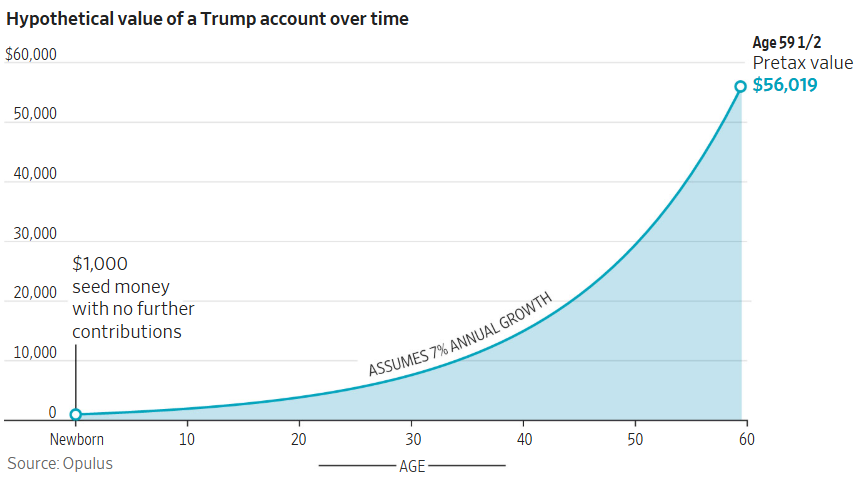 Hypothetical value of a Trump account over time
$60,000
50,000
40,000
30,000
20,000
10,000
0
Age 59 1/2
Pretax value
$56,019
$1,000
seed money
with no further
contributions
ASSUMES 7% ANNUAL GROWTH
Newborn
10
20
30
40
50
60
AGE
Source: Opulus